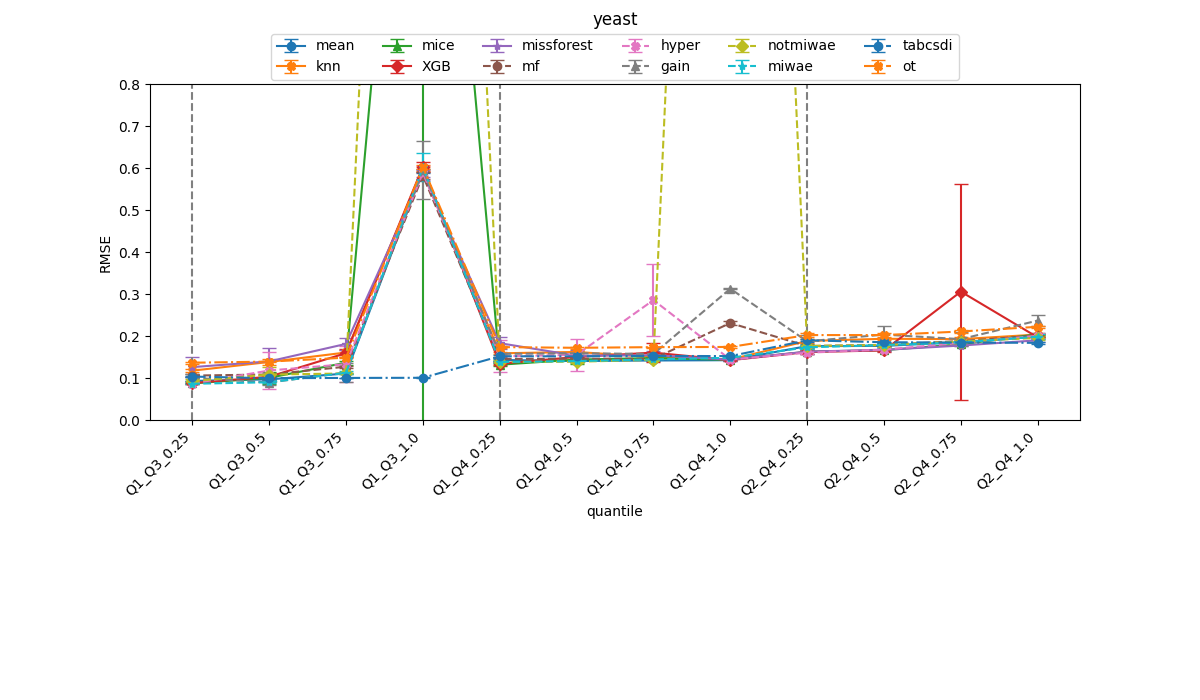 yeast
mean mice missforest hyper notmiwae tabcsdi
knn XGB mf gain miwae ot
0.8
0.7
0.6
0.5
0.4
0.3
0.2
0.1
0.0
RMSE
Q1_Q3_0.25 Q1_Q3_0.5 Q1_Q3_0.75 Q1_Q3_1.0 Q1_Q4_0.25 Q1_Q4_0.5 Q1_Q4_0.75 Q1_Q4_1.0 Q2_Q4_0.25 Q2_Q4_0.5 Q2_Q4_0.75 Q2_Q4_1.0
quantile